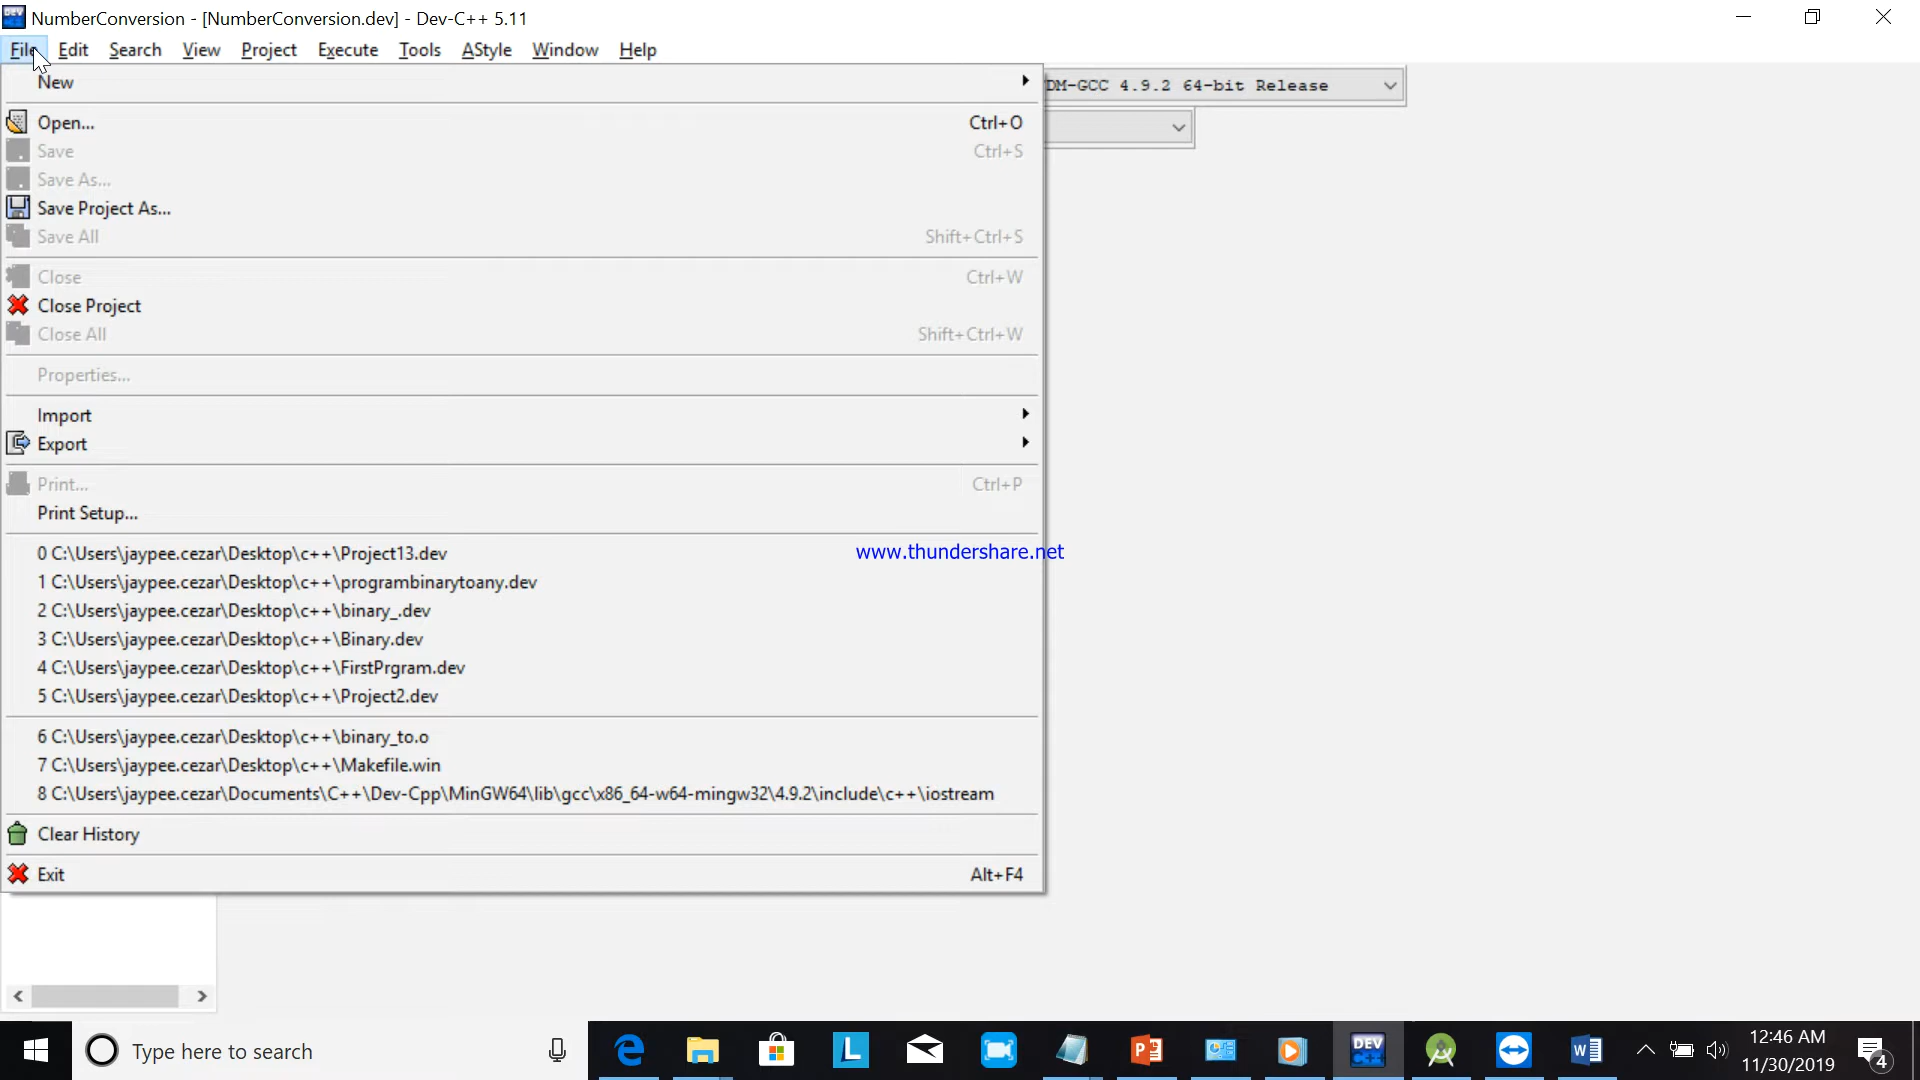 NumberConversion - [NumberConversion.dev] - Dev-C++ 5.11
File Edit Search View Project Execute Tools AStyle Window Help
New
DM-GCC 4.9.2 64-bit Release
Open... Ctrl+O
Save Ctrl+S
Save As...
Save Project As...
Save All Shift+Ctrl+S
Close Ctrl+W
Close Project
Close All Shift+Ctrl+W
Properties...
Import
Export
Print... Ctrl+P
Print Setup...
0 C:\Users\jaypee.cezar\Desktop\c++\Project13.dev
www.thundershare.net
1 C:\Users\jaypee.cezar\Desktop\c++\programbinarytoany.dev
2 C:\Users\jaypee.cezar\Desktop\c++\binary_.dev
3 C:\Users\jaypee.cezar\Desktop\c++\Binary.dev
4 C:\Users\jaypee.cezar\Desktop\c++\FirstPrgram.dev
5 C:\Users\jaypee.cezar\Desktop\c++\Project2.dev
6 C:\Users\jaypee.cezar\Desktop\c++\binary_to.o
7 C:\Users\jaypee.cezar\Desktop\c++\Makefile.win
8 C:\Users\jaypee.cezar\Documents\C++\Dev-Cpp\MinGW64\lib\gcc\x86_64-w64-mingw32\4.9.2\include\c++\iostream
Clear History
Exit Alt+F4
Type here to search
L
P
DEV
C++
W
12:46 AM
11/30/2019
4